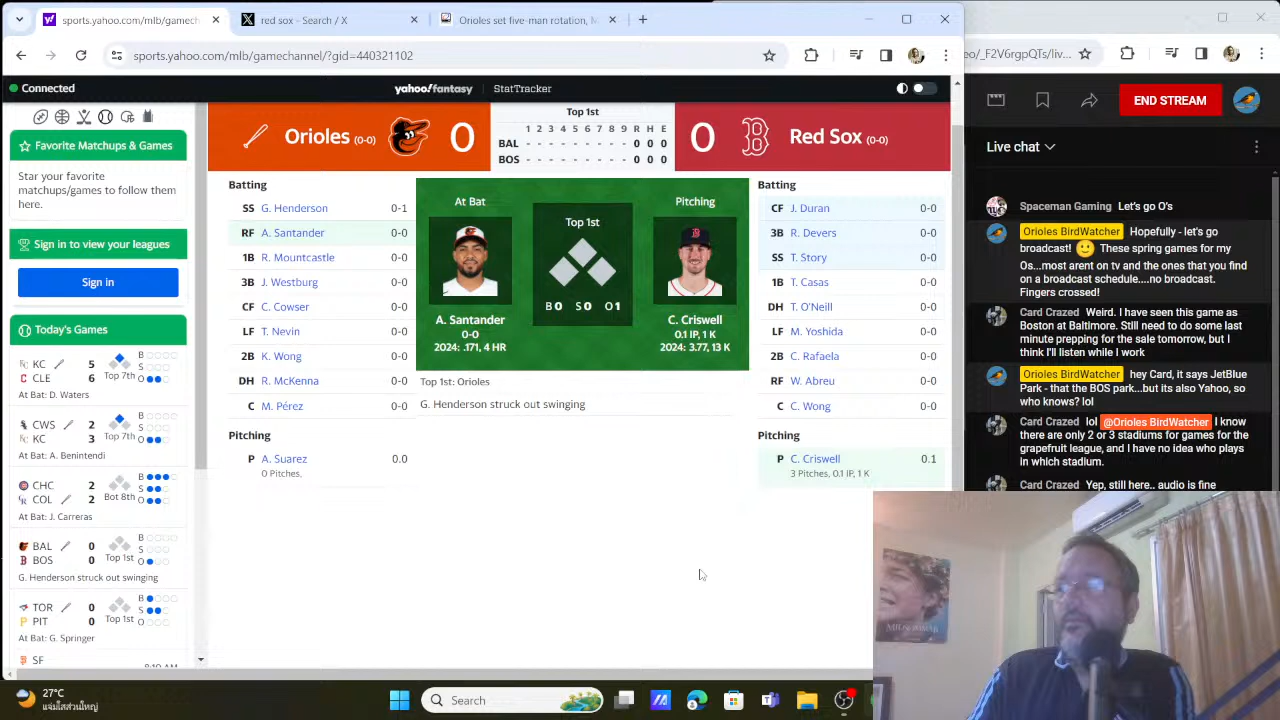 sports.yahoo.com/mlb/gamech
red sox - Search / X
Orioles set five-man rotation, M
sports.yahoo.com/mlb/gamechannel/?gid=440321102
eo/_F2V6rgpQTs/liv...
Connected
yahoo!fantasy
StatTracker
END STREAM
Favorite Matchups & Games
Star your favorite
matchups/games to follow them
here.
Sign in to view your leagues
Sign in
Today's Games
KC 5
CLE 6
Top 7th
B
S
O
At Bat: D. Waters
CWS 2
KC 3
Top 7th
B
S
O
At Bat: A. Benintendi
CHC 2
COL 2
Bot 8th
B
S
O
At Bat: J. Carreras
BAL 0
BOS 0
Top 1st
B
S
O
G. Henderson struck out swinging
TOR 0
PIT 0
Top 1st
B
S
O
At Bat: G. Springer
SF
Orioles (0-0) 0
Top 1st
1 2 3 4 5 6 7 8 9 R H E
BAL - - - - - - - - - 0 0 0
BOS - - - - - - - - - 0 0 0
0 B Red Sox (0-0)
Batting
SS G. Henderson 0-1
RF A. Santander 0-0
1B R. Mountcastle 0-0
3B J. Westburg 0-0
CF C. Cowser 0-0
LF T. Nevin 0-0
2B K. Wong 0-0
DH R. McKenna 0-0
C M. Pérez 0-0
Pitching
P A. Suarez 0.0
0 Pitches,
At Bat
A. Santander
0-0
2024: .171, 4 HR
Top 1st
B 0 S 0 O 1
Pitching
C. Criswell
0.1 IP, 1 K
2024: 3.77, 13 K
Top 1st: Orioles
G. Henderson struck out swinging
Batting
CF J. Duran 0-0
3B R. Devers 0-0
SS T. Story 0-0
1B T. Casas 0-0
DH T. O'Neill 0-0
LF M. Yoshida 0-0
2B C. Rafaela 0-0
RF W. Abreu 0-0
C C. Wong 0-0
Pitching
P C. Criswell 0.1
3 Pitches, 0.1 IP, 1 K
Live chat
Spaceman Gaming Let's go O's
Orioles BirdWatcher Hopefully - let's go
broadcast! 🙂 These spring games for my
Os...most arent on tv and the ones that you find
on a broadcast schedule....no broadcast.
Fingers crossed!
Card Crazed Weird. I have seen this game as
Boston at Baltimore. Still need to do some last
minute prepping for the sale tomorrow, but I
think I'll listen while I work
Orioles BirdWatcher hey Card, it says JetBlue
Park - that the BOS park...but its also Yahoo, so
who knows? lol
Card Crazed lol @Orioles BirdWatcher I know
there are only 2 or 3 stadiums for games for the
grapefruit league, and I have no idea who plays
in which stadium.
Card Crazed Yep, still here.. audio is fine
27°C
Search